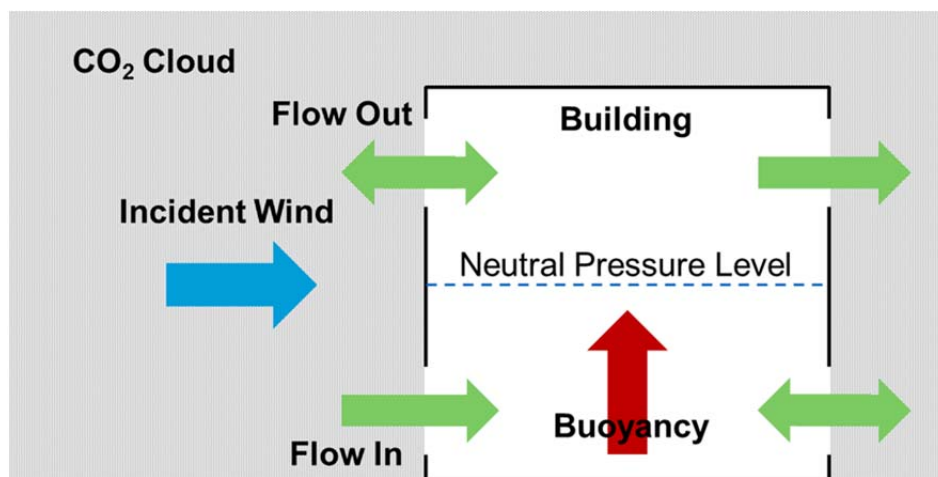 CO₂ Cloud
Flow Out
Building
Incident Wind
Neutral Pressure Level
Buoyancy
Flow In